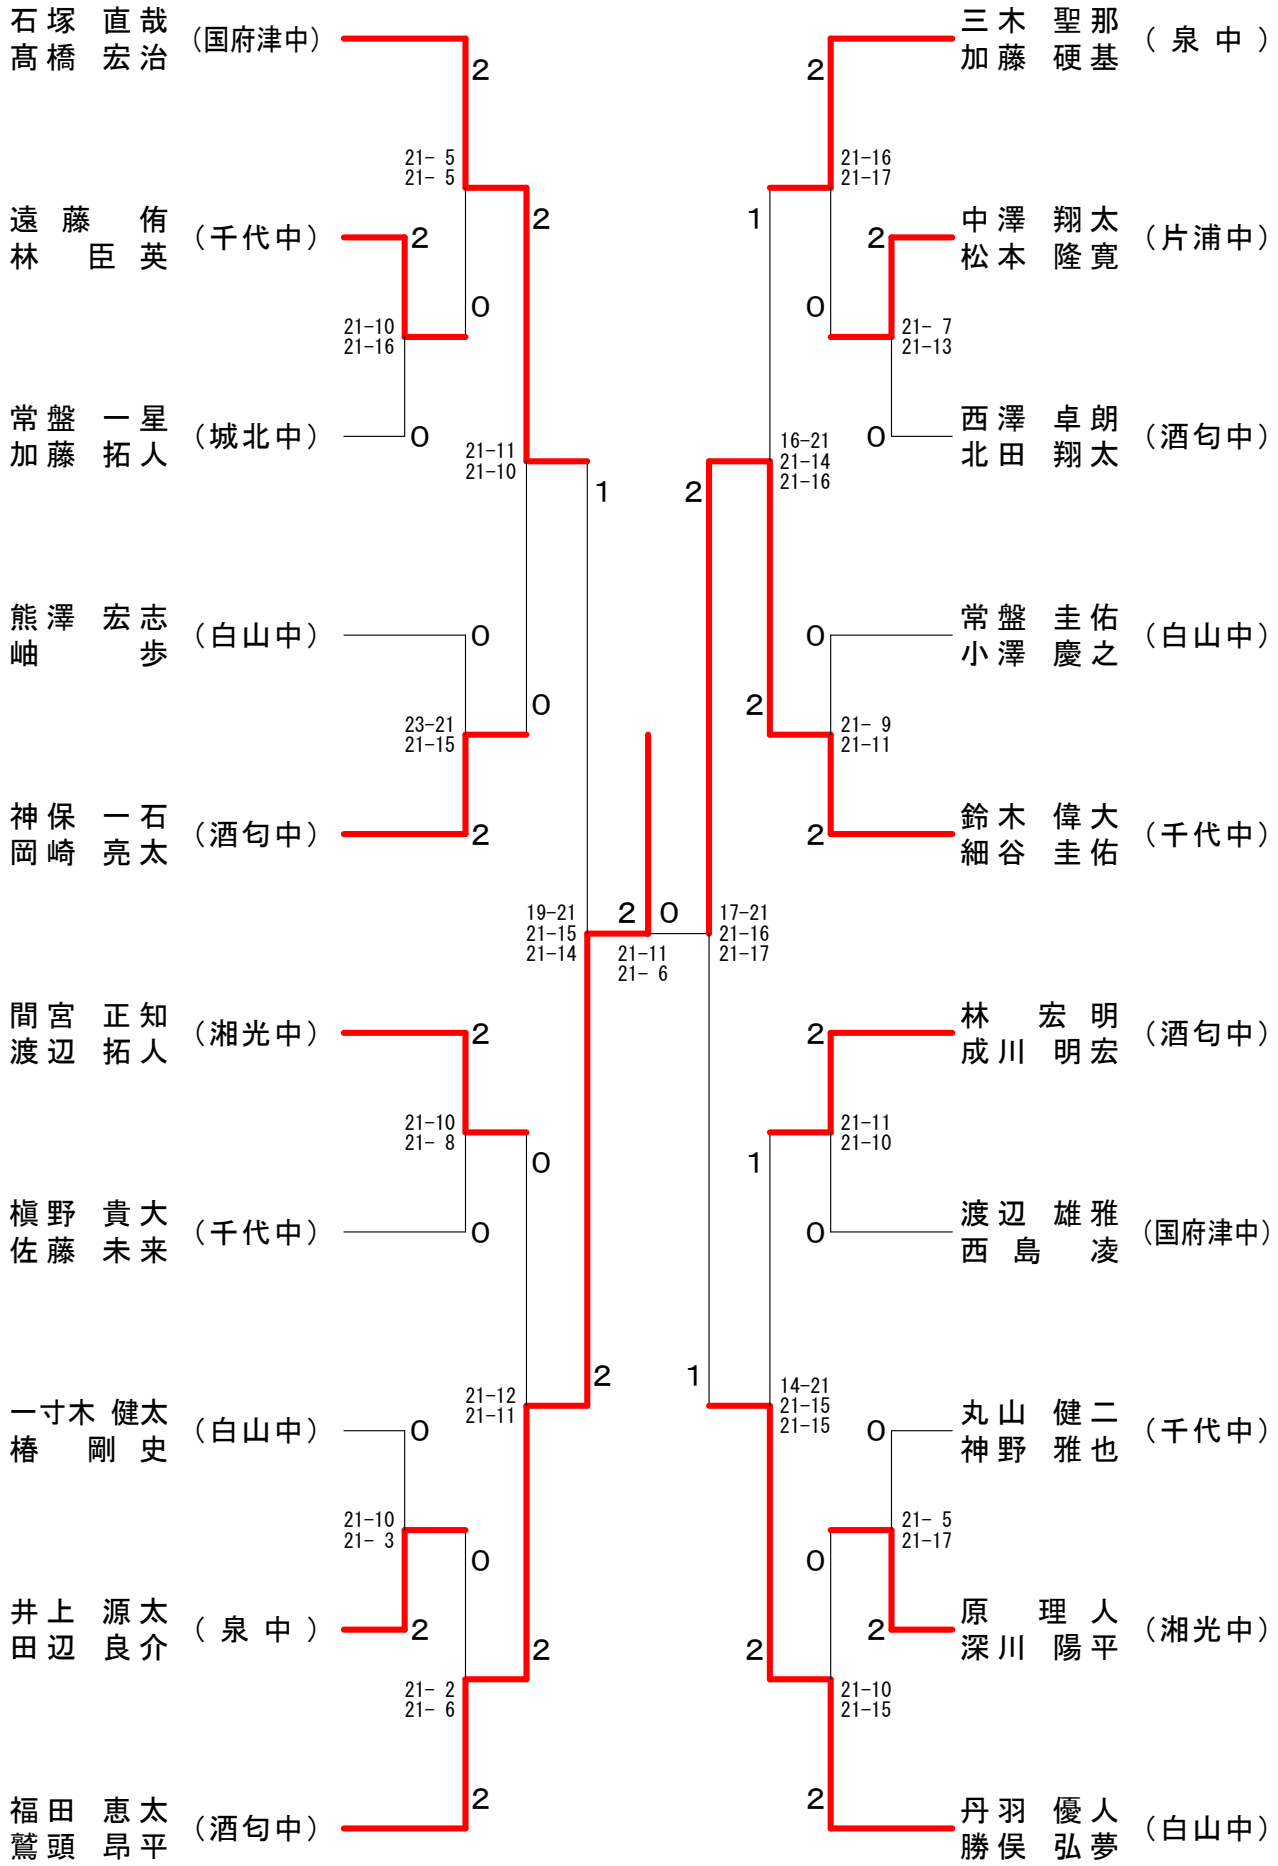 石塚 直哉
髙橋 宏治
(国府津中)
2
21- 5
21- 5
遠藤 侑
林 臣英
(千代中)
2
2
0
21-10
21-16
常盤 一星
加藤 拓人
(城北中)
0
21-11
21-10
1
熊澤 宏志
岫 歩
(白山中)
0
0
23-21
21-15
神保 一石
岡崎 亮太
(酒匂中)
2
19-21
21-15
21-14
間宮 正知
渡辺 拓人
(湘光中)
2
21-10
21- 8
0
槇野 貴大
佐藤 未来
(千代中)
0
2
21-12
21-11
一寸木 健太
椿 剛史
(白山中)
0
21-10
21- 3
0
井上 源太
田辺 良介
(泉中)
2
2
21- 2
21- 6
福田 恵太
鷲頭 昂平
(酒匂中)
2
2 0
21-11
21- 6
三木 聖那
加藤 硬基
(泉中)
2
21-16
21-17
1
中澤 翔太
松本 隆寛
(片浦中)
2
0
21- 7
21-13
西澤 卓朗
北田 翔太
(酒匂中)
0
16-21
21-14
21-16
2
常盤 圭佑
小澤 慶之
(白山中)
0
2
21- 9
21-11
鈴木 偉大
細谷 圭佑
(千代中)
2
17-21
21-16
21-17
林 宏明
成川 明宏
(酒匂中)
2
21-11
21-10
1
渡辺 雄雅
西島 凌
(国府津中)
0
1
14-21
21-15
21-15
丸山 健二
神野 雅也
(千代中)
0
21- 5
21-17
0
原 理人
深川 陽平
(湘光中)
2
2
21-10
21-15
丹羽 優人
勝俣 弘夢
(白山中)
2